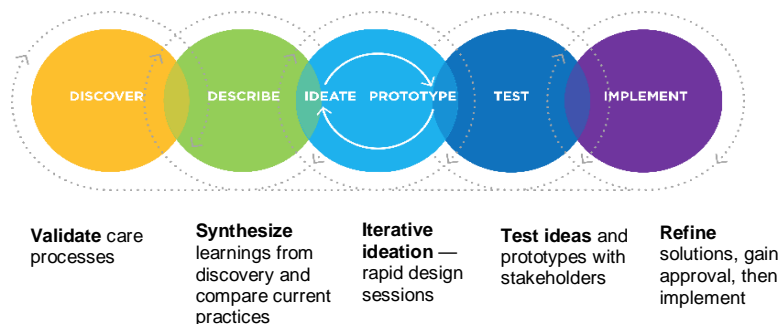 DISCOVER
DESCRIBE
IDEATE
PROTOTYPE
TEST
IMPLEMENT
Validate care
processes
Synthesize
learnings from
discovery and
compare current
practices
Iterative
ideation —
rapid design
sessions
Test ideas and
prototypes with
stakeholders
Refine
solutions, gain
approval, then
implement